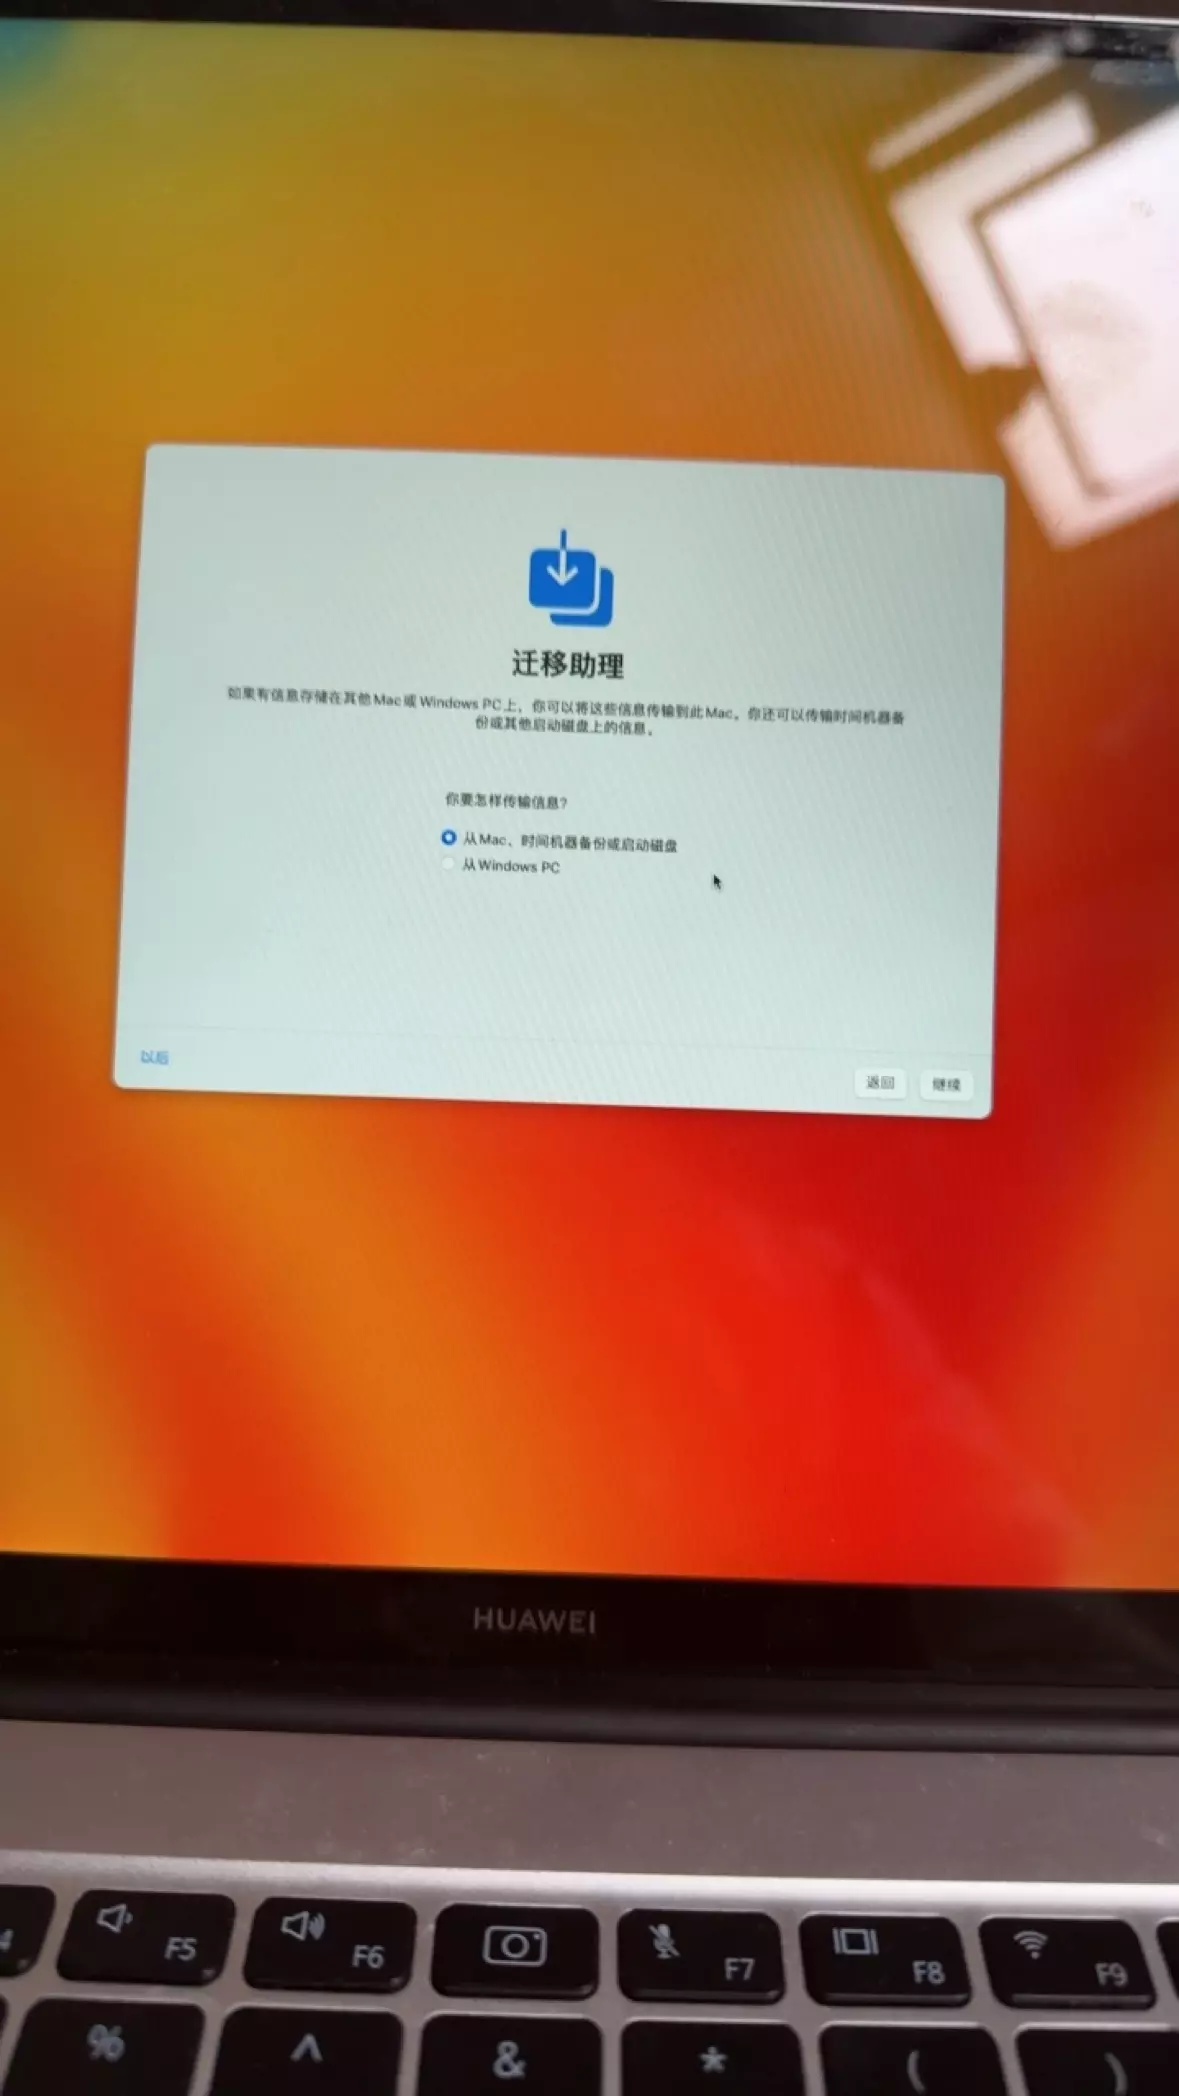 迁移助理
如果有信息存储在其他Mac或Windows PC上，你可以将这些信息传输到此Mac。你还可以传输时间机器备
份或其他启动磁盘上的信息。
你要怎样传输信息？
从Mac、时间机器备份或启动磁盘
从Windows PC
以后
返回 继续
HUAWEI
4 F5 F6 F7 F8 F9
% ^ & * ( )